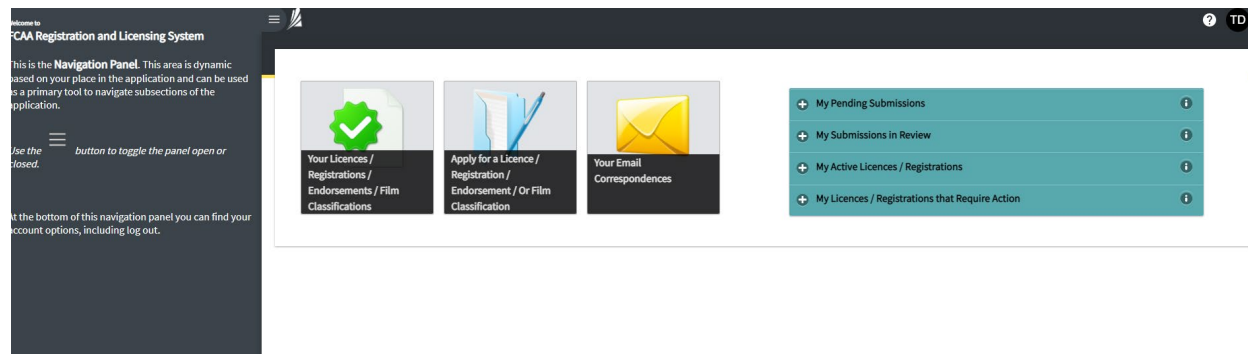 Welcome to
FCAA Registration and Licensing System
This is the Navigation Panel. This area is dynamic
based on your place in the application and can be used
as a primary tool to navigate subsections of the
application.
Use the button to toggle the panel open or
closed.
At the bottom of this navigation panel you can find your
account options, including log out.
TD
Your Licences /
Registrations /
Endorsements / Film
Classifications
Apply for a Licence /
Registration /
Endorsement / Or Film
Classification
Your Email
Correspondences
My Pending Submissions
My Submissions in Review
My Active Licences / Registrations
My Licences / Registrations that Require Action